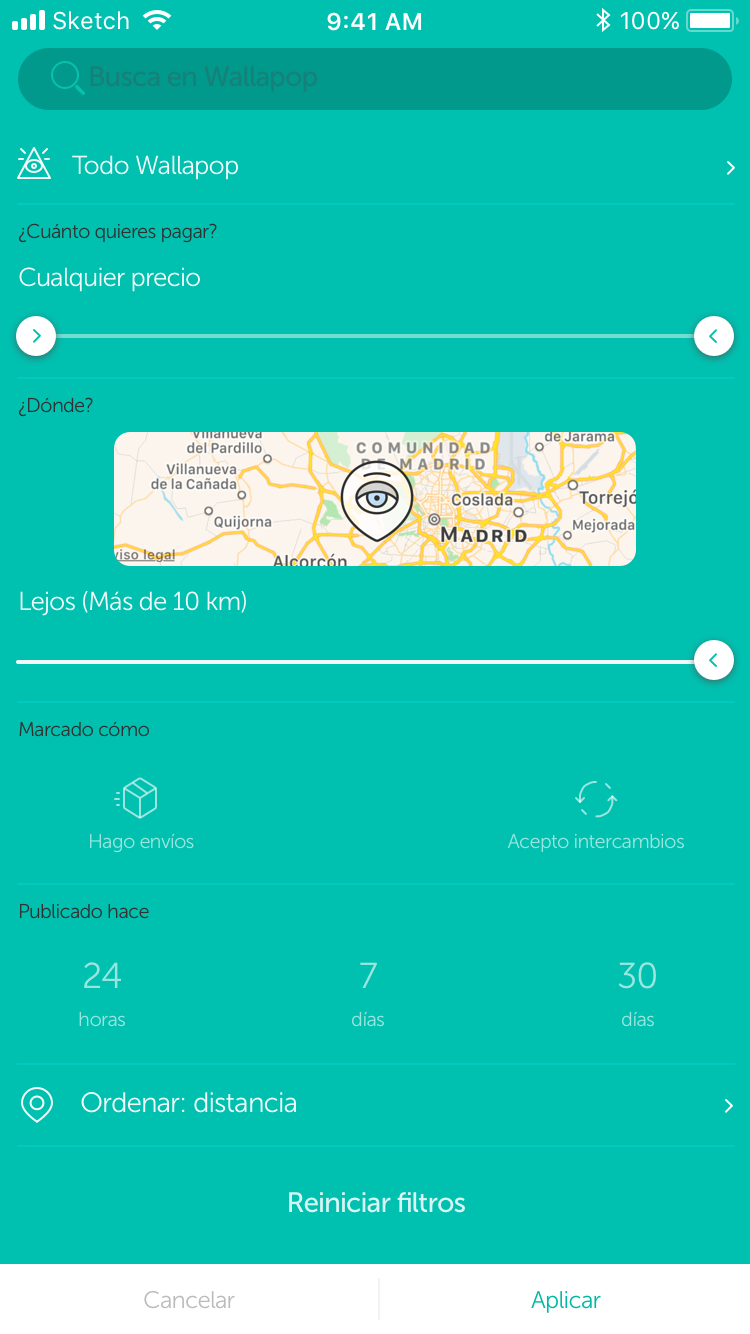 Sketch 9:41 AM 100%
Busca en Wallapop
Todo Wallapop
¿Cuánto quieres pagar?
Cualquier precio
¿Dónde?
Villanueva
del Pardillo
COMUNIDAD
DE MADRID
de Jarama
Villanueva
de la Cañada
Coslada
Torrejó
Quijorna
MADRID
Mejorada
viso legal
Alcorcón
Lejos (Más de 10 km)
Marcado cómo
Hago envíos
Acepto intercambios
Publicado hace
24 7 30
horas días días
Ordenar: distancia
Reiniciar filtros
Cancelar Aplicar